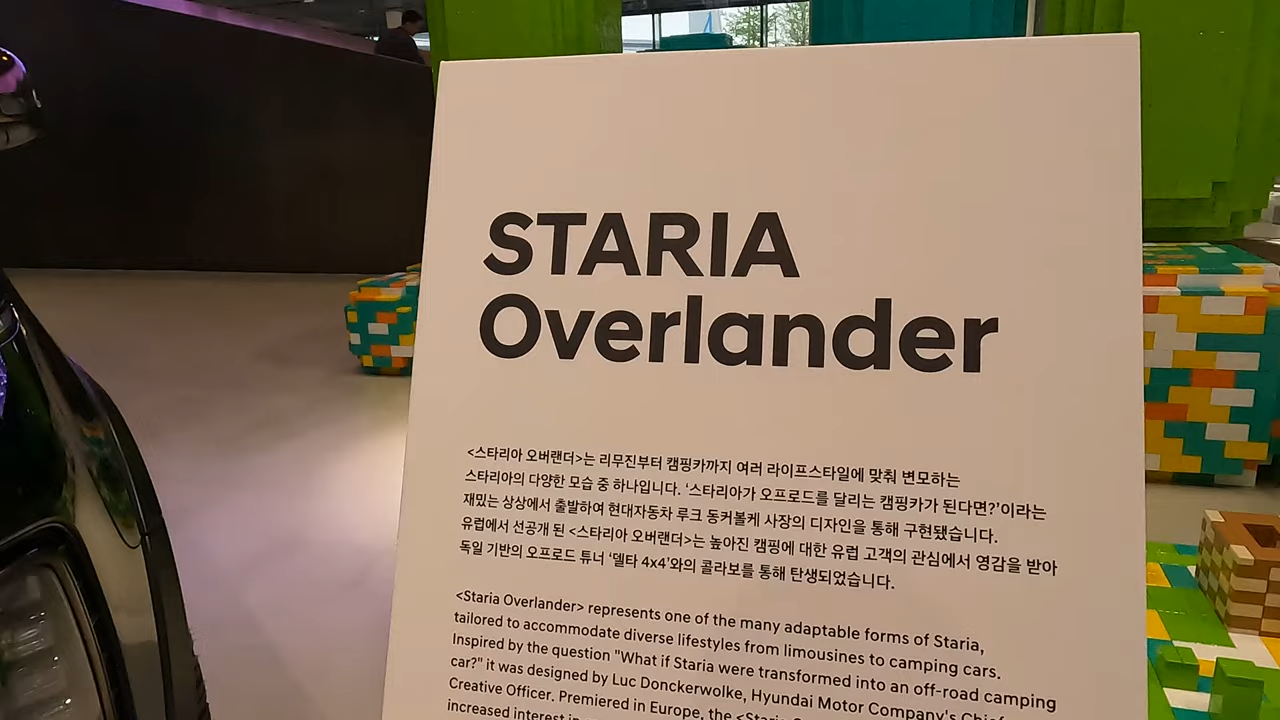 STARIA
Overlander
<스타리아 오버랜더>는 리무진부터 캠핑카까지 여러 라이프스타일에 맞춰 변모하는
스타리아의 다양한 모습 중 하나입니다. ‘스타리아가 오프로드를 달리는 캠핑카가 된다면?’이라는
재밌는 상상에서 출발하여 현대자동차 루크 동커볼케 사장의 디자인을 통해 구현됐습니다.
유럽에서 선공개 된 <스타리아 오버랜더>는 높아진 캠핑에 대한 유럽 고객의 관심에서 영감을 받아
독일 기반의 오프로드 튜너 ‘델타 4x4’와의 콜라보를 통해 탄생되었습니다.
<Staria Overlander> represents one of the many adaptable forms of Staria,
tailored to accommodate diverse lifestyles from limousines to camping cars.
Inspired by the question "What if Staria were transformed into an off-road camping
car?" it was designed by Luc Donckerwolke, Hyundai Motor Company's Chief
Creative Officer. Premiered in Europe, the
increased interest in